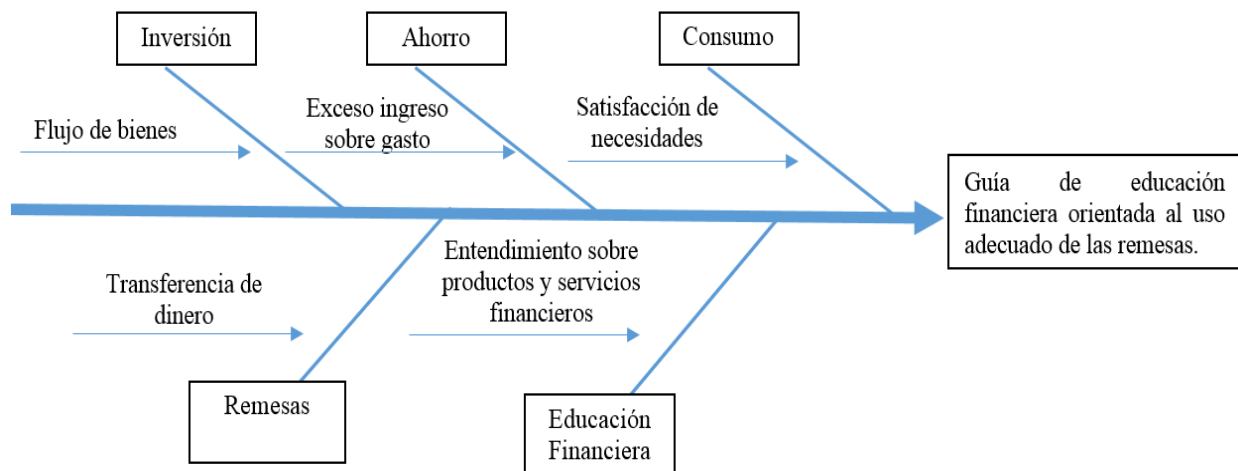 Inversión
Ahorro
Consumo
Flujo de bienes
Exceso ingreso
sobre gasto
Satisfacción de
necesidades
Guía de educación
financiera orientada al uso
adecuado de las remesas.
Transferencia de
dinero
Entendimiento sobre
productos y servicios
financieros
Remesas
Educación
Financiera